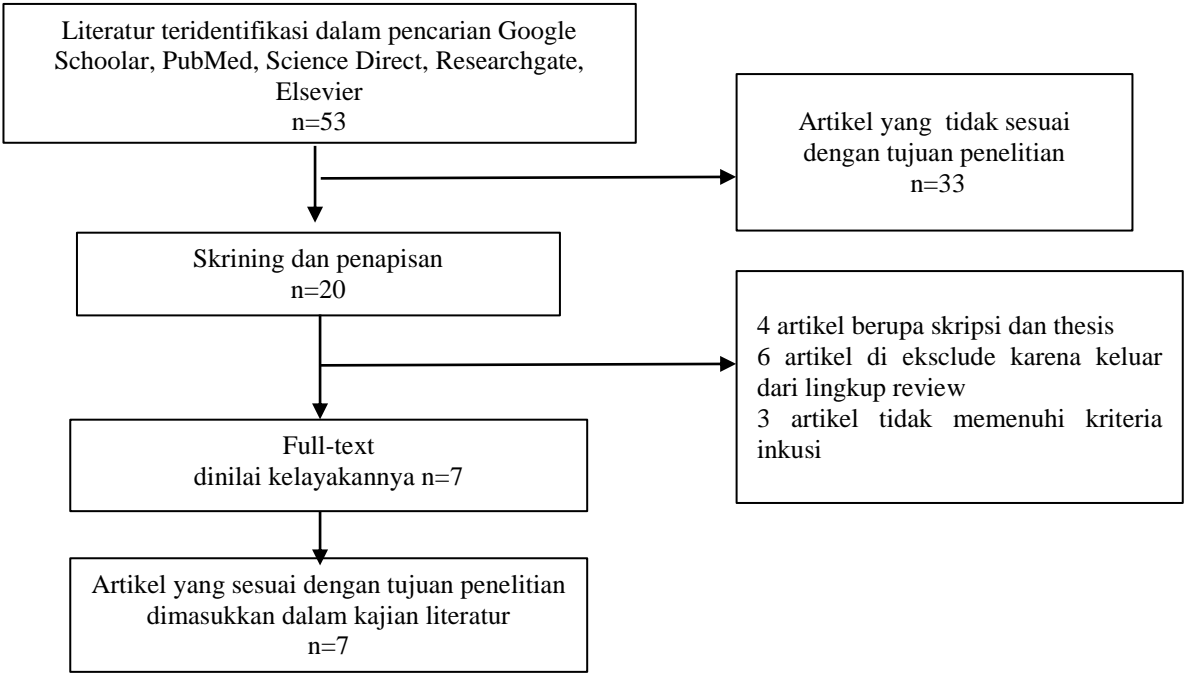 Literatur teridentifikasi dalam pencarian Google
Schoolar, PubMed, Science Direct, Researchgate,
Elsevier
n=53
Artikel yang tidak sesuai
dengan tujuan penelitian
n=33
Skrining dan penapisan
n=20
4 artikel berupa skripsi dan thesis
6 artikel di eksclude karena keluar
dari lingkup review
3 artikel tidak memenuhi kriteria
inkusi
Full-text
dinilai kelayakannya n=7
Artikel yang sesuai dengan tujuan penelitian
dimasukkan dalam kajian literatur
n=7